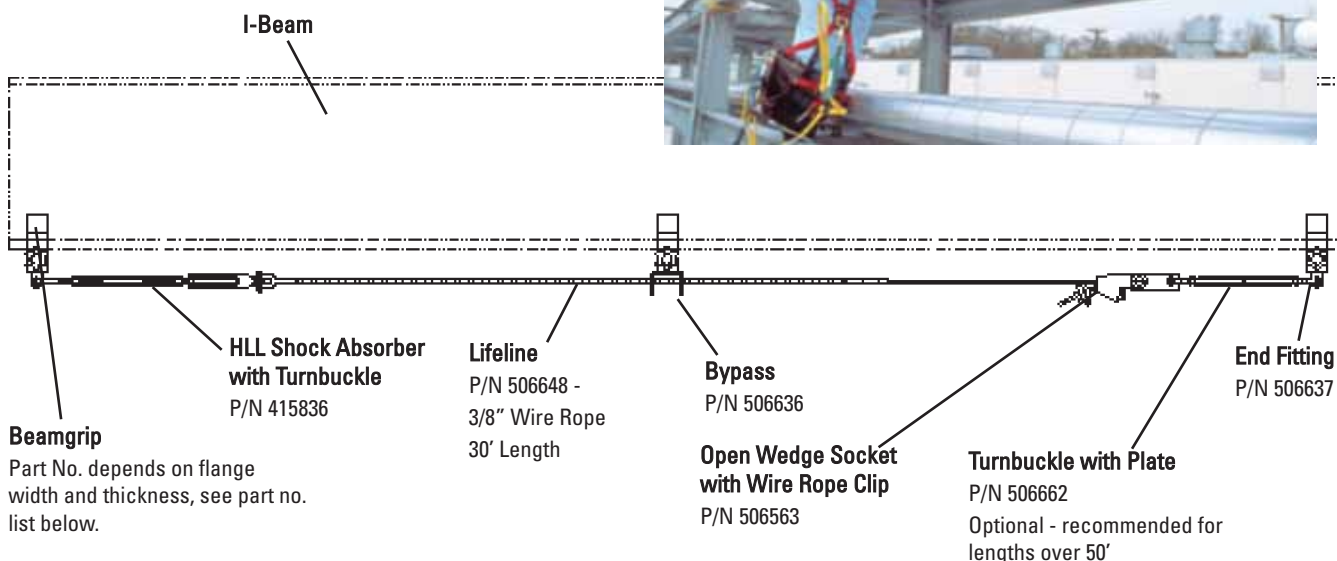 I-Beam
HLL Shock Absorber
with Turnbuckle
P/N 415836
Lifeline
P/N 506648 -
3/8” Wire Rope
30’ Length
Bypass
P/N 506636
End Fitting
P/N 506637
Beamgrip
Part No. depends on flange
width and thickness, see part no.
list below.
Open Wedge Socket
with Wire Rope Clip
P/N 506563
Turnbuckle with Plate
P/N 506662
Optional - recommended for
lengths over 50’